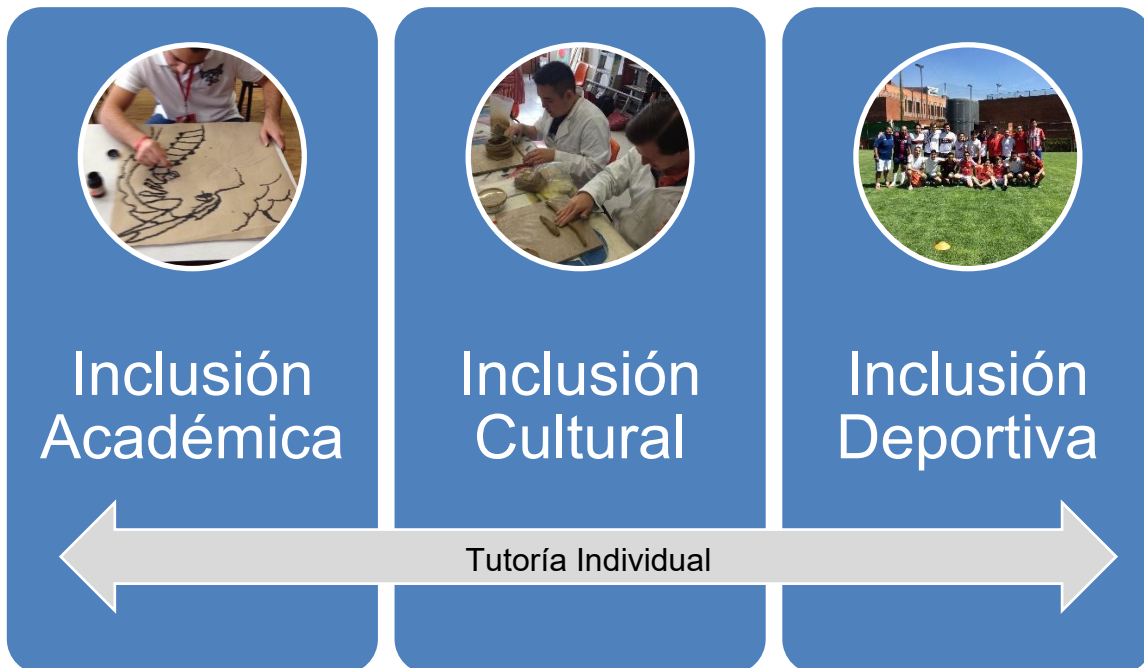 Inclusión
Académica
Inclusión
Cultural
Inclusión
Deportiva
Tutoría Individual